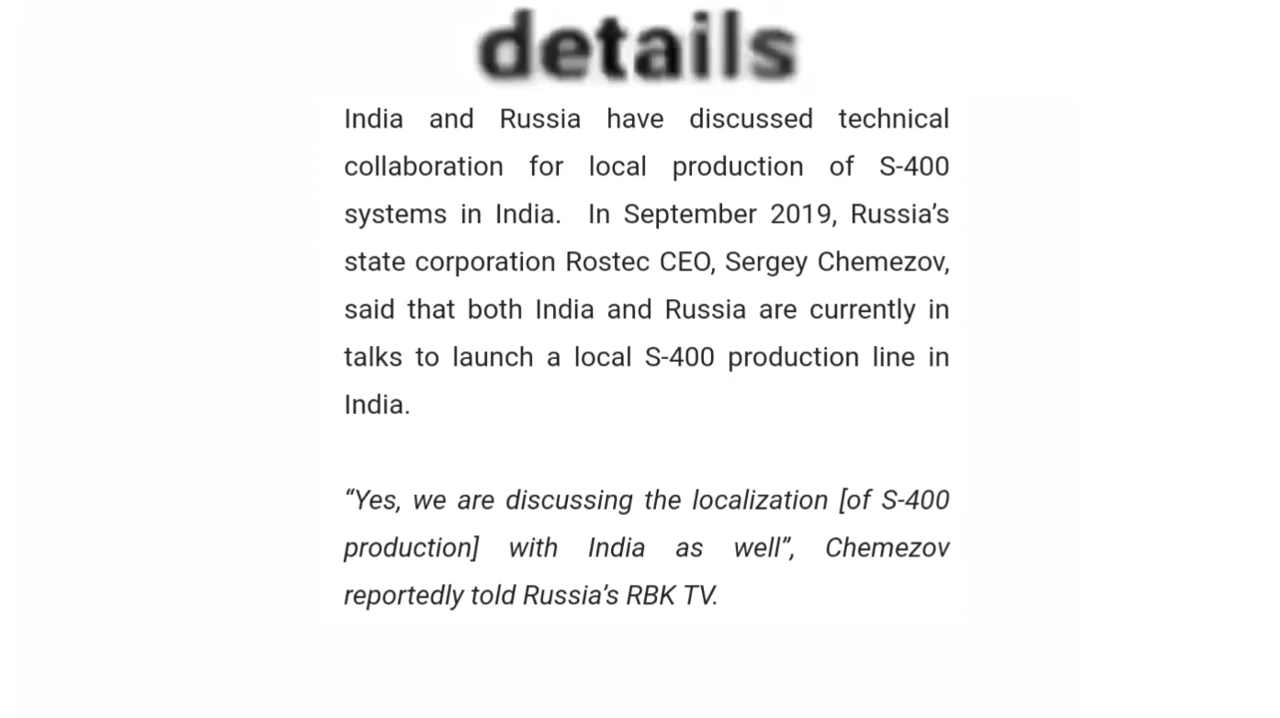 details
India and Russia have discussed technical
collaboration for local production of S-400
systems in India. In September 2019, Russia’s
state corporation Rostec CEO, Sergey Chemezov,
said that both India and Russia are currently in
talks to launch a local S-400 production line in
India.
“Yes, we are discussing the localization [of S-400
production] with India as well”, Chemezov
reportedly told Russia’s RBK TV.